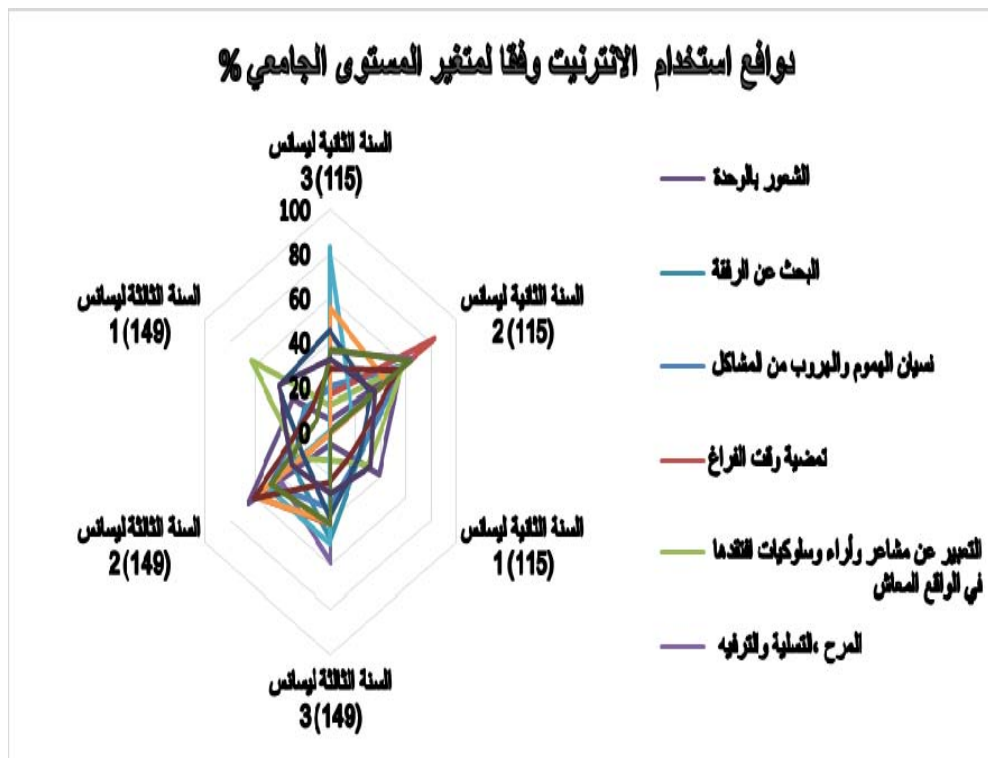 دوافع استخدام الانترنيت وفقا لمتغير المستوى الجامعي %
السنة الثانية ليسانس
3 (115)
100
80
60
40
20
0
السنة الثانية ليسانس
2 (115)
السنة الثانية ليسانس
1 (115)
السنة الثالثة ليسانس
3 (149)
السنة الثالثة ليسانس
2 (149)
السنة الثالثة ليسانس
1 (149)
الشعور بالوحدة
البحث عن الرفقة
نسيان الهموم والهروب من المشاكل
تمضية وقت الفراغ
التعبير عن مشاعر وأراء وسلوكيات افتقدها
في الواقع المعاش
المرح ،التسلية والترفيه